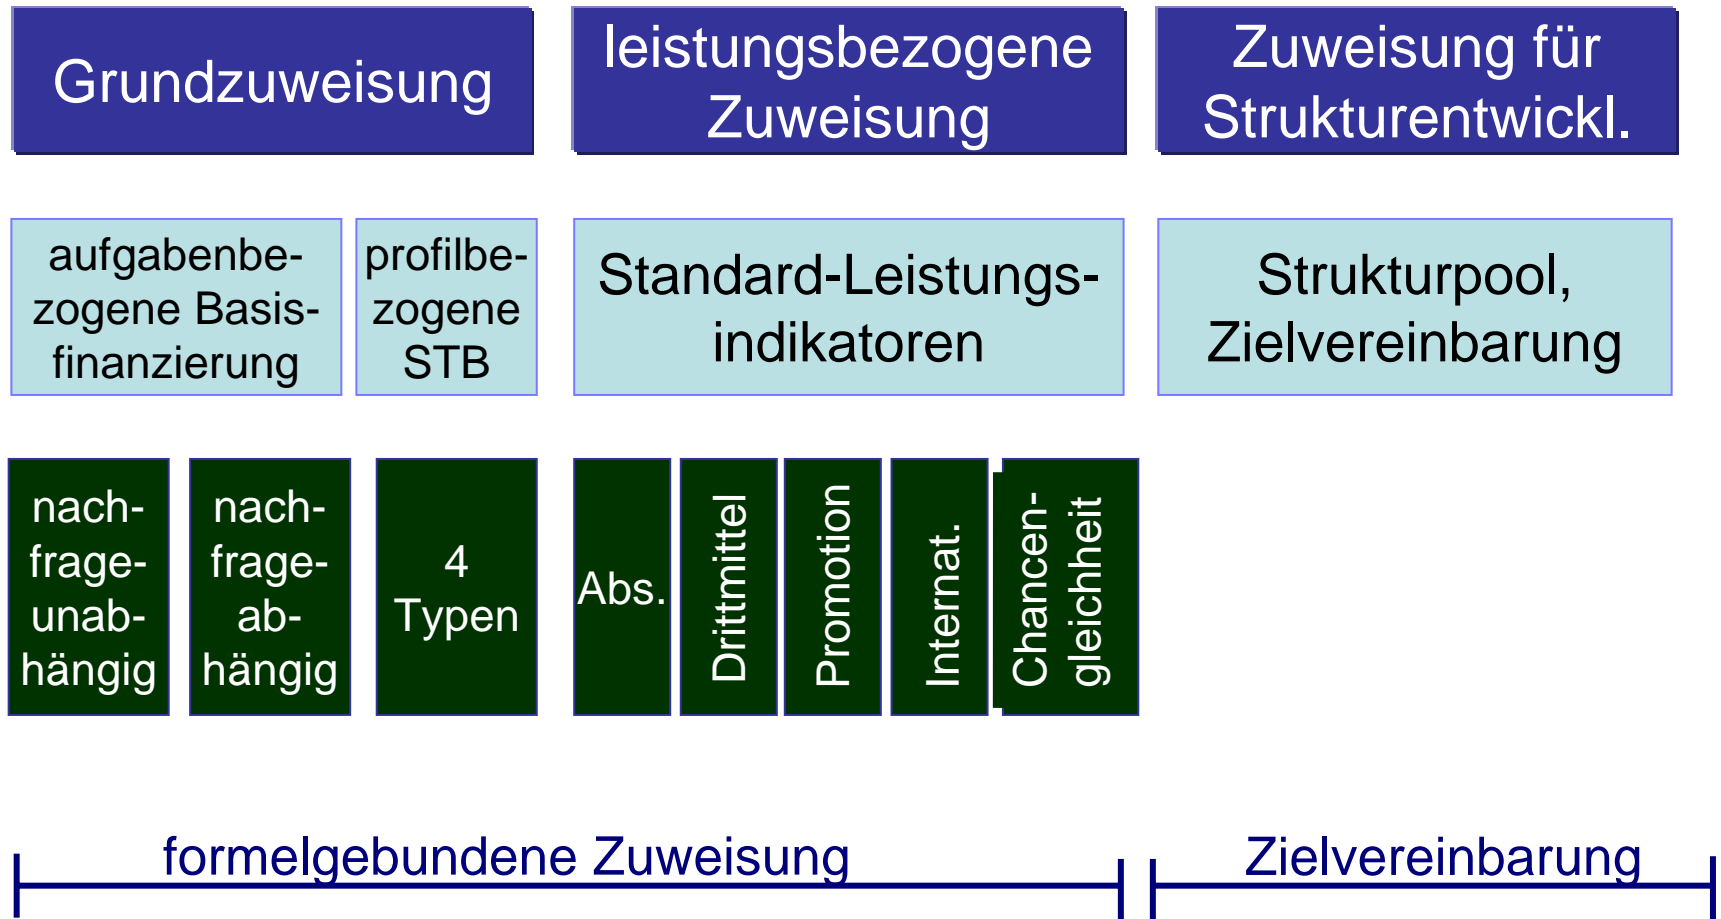 Grundzuweisung
leistungsbezogene
Zuweisung
Zuweisung für
Strukturentwickl.
aufgabenbe-
zogene Basis-
finanzierung
profilbe-
zogene
STB
Standard-Leistungs-
indikatoren
Strukturpool,
Zielvereinbarung
nach-
frage-
unab-
hängig
nach-
frage-
ab-
hängig
4
Typen
Abs.
Drittmittel
Promotion
Internat.
Chancen-
gleichheit
formelgebundene Zuweisung
Zielvereinbarung